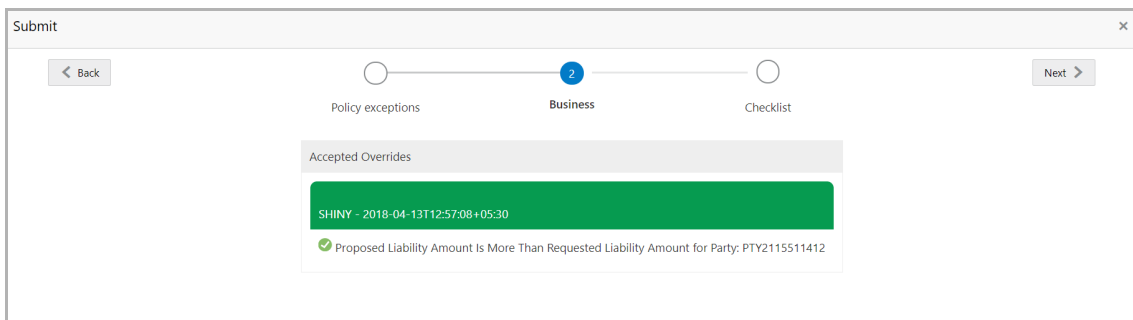 Submit
×
Back
Next
2
Policy exceptions
Business
Checklist
Accepted Overrides
SHINY - 2018-04-13T12:57:08+05:30
Proposed Liability Amount Is More Than Requested Liability Amount for Party: PTY2115511412